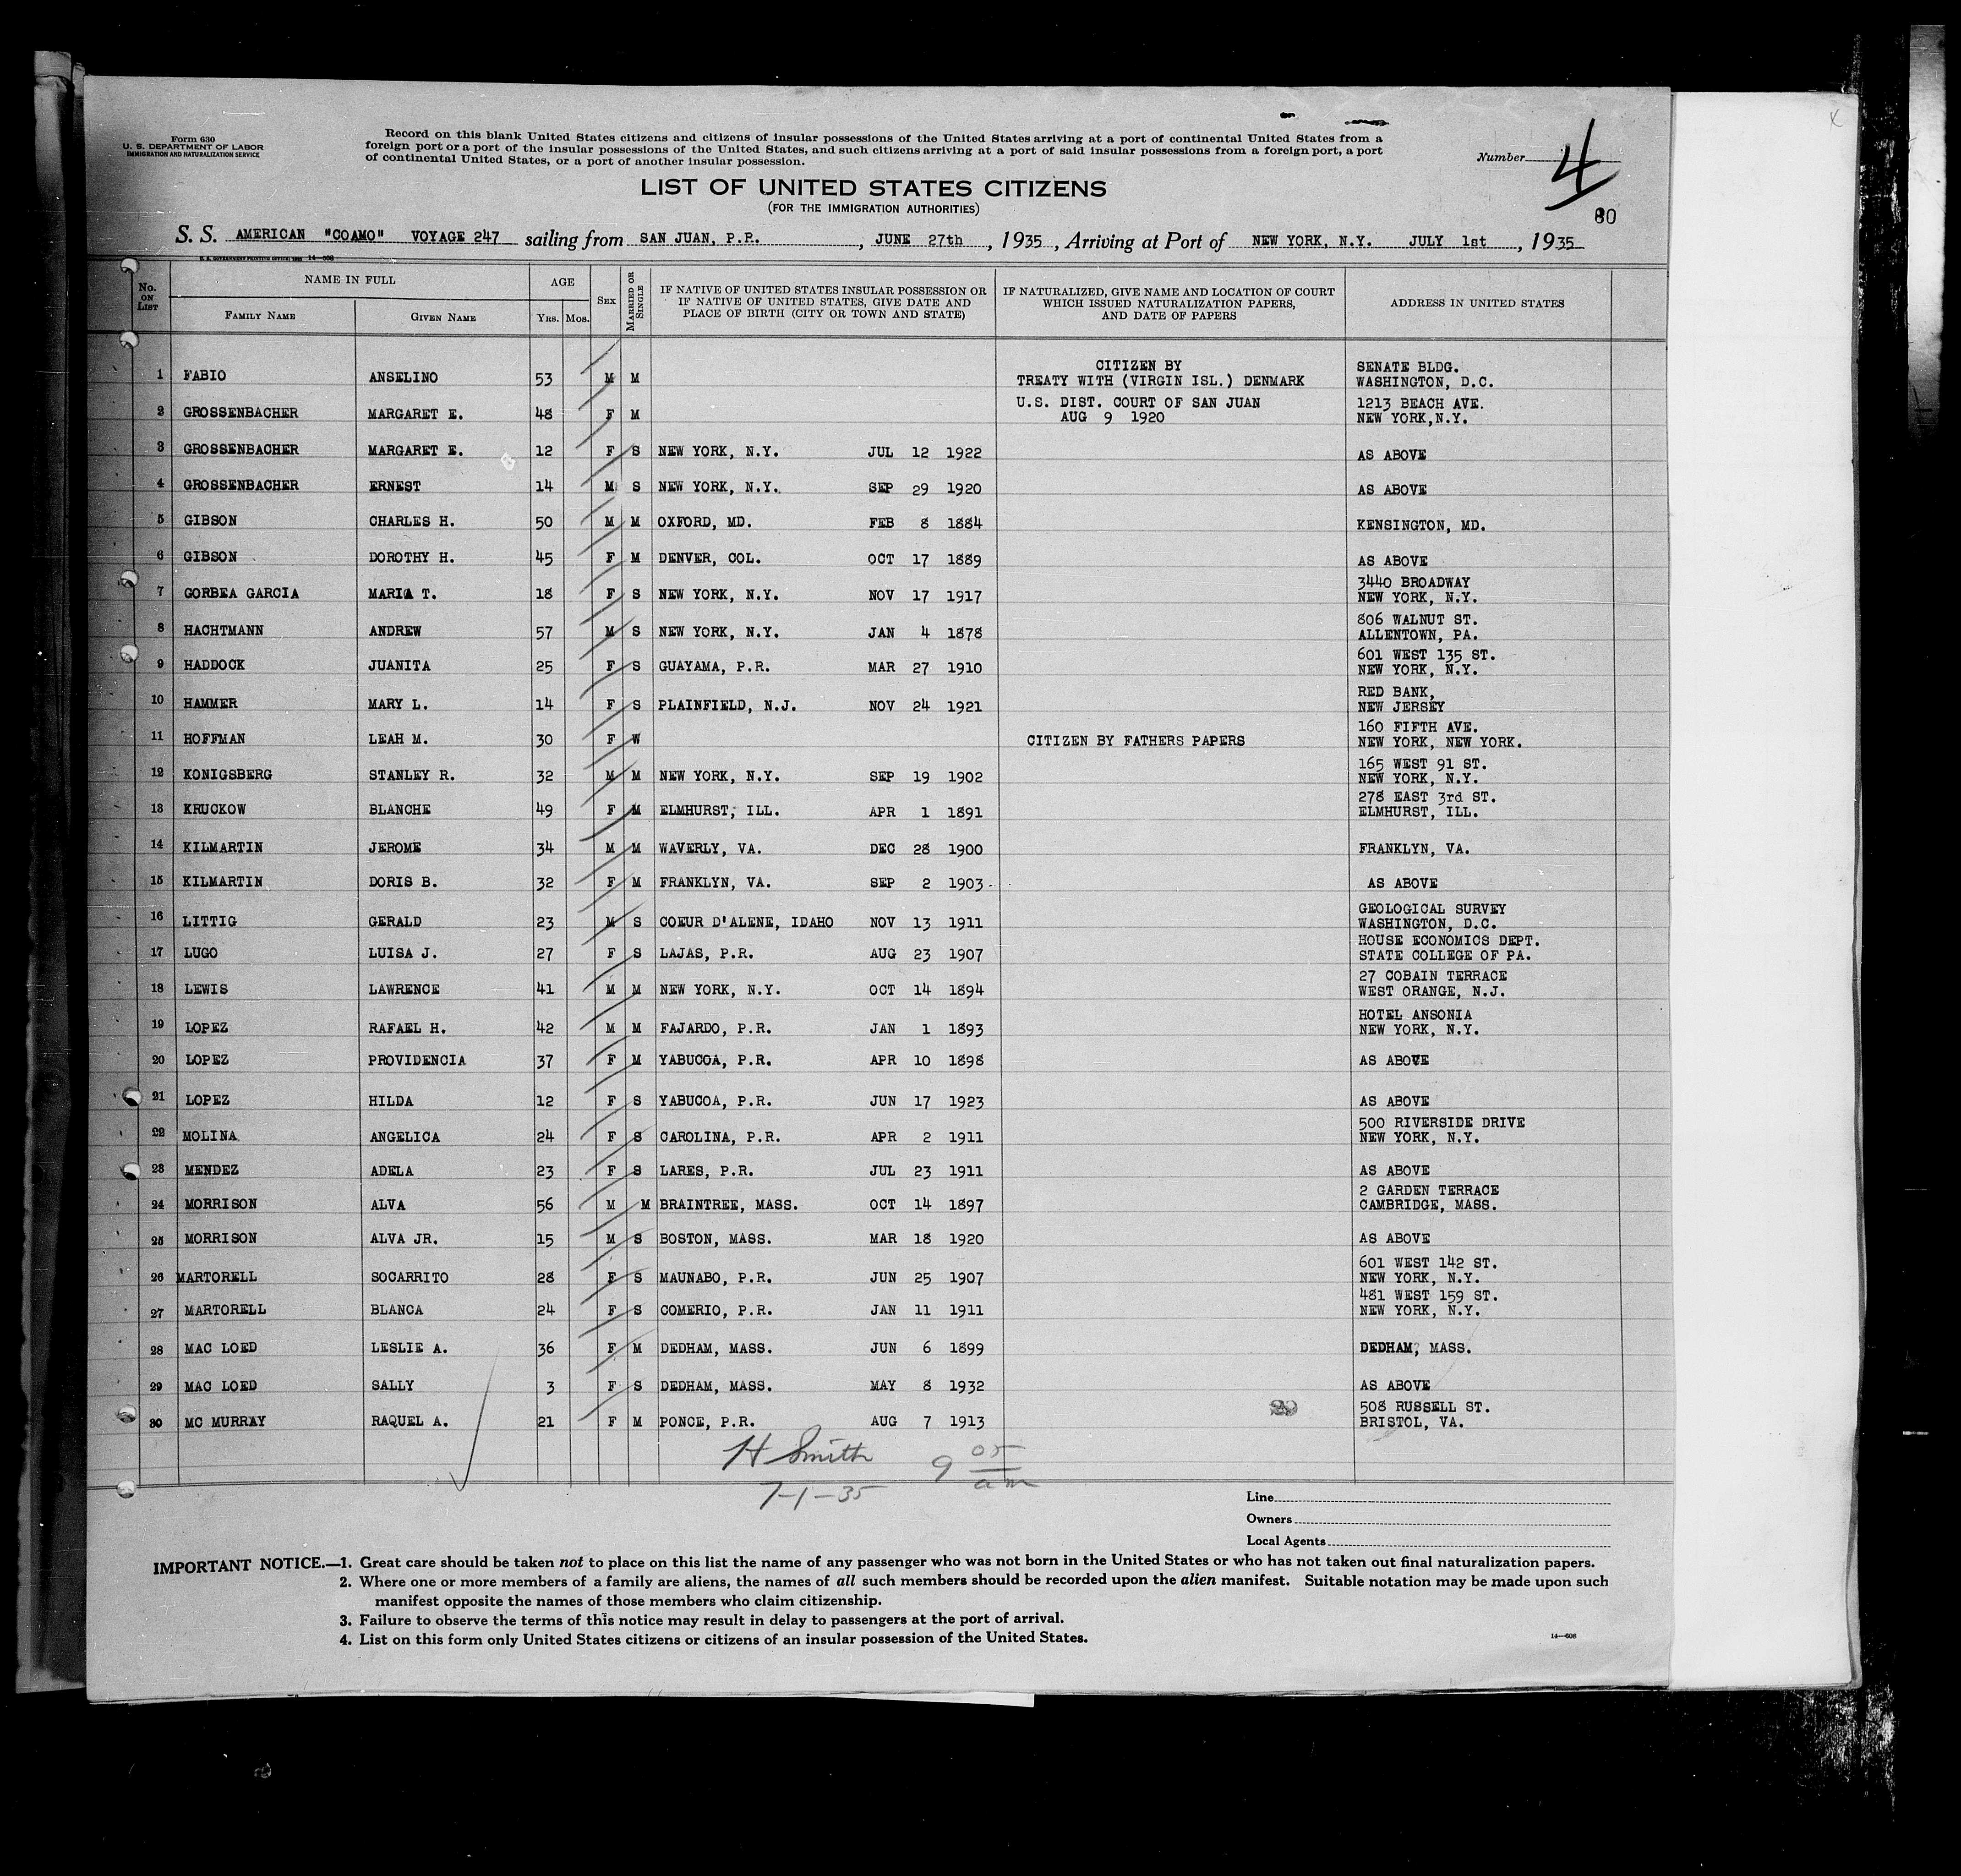 Form 630
U. S. DEPARTMENT OF LABOR
IMMIGRATION AND NATURALIZATION SERVICE
Record on this blank United States citizens and citizens of insular possessions of the United States arriving at a port of continental United States from a
foreign port or a port of the insular possessions of the United States, and such citizens arriving at a port of said insular possessions from a foreign port, a port
of continental United States, or a port of another insular possession.
Number 4
LIST OF UNITED STATES CITIZENS
(FOR THE IMMIGRATION AUTHORITIES)
80
S. S. AMERICAN "COAMO" VOYAGE 247 sailing from SAN JUAN, P.R. , JUNE 27th , 1935 , Arriving at Port of NEW YORK, N.Y. JULY 1st , 1935
No. ON LIST
NAME IN FULL
FAMILY NAME GIVEN NAME
AGE
YRS. MOS.
SEX
MARRIED OR SINGLE
IF NATIVE OF UNITED STATES INSULAR POSSESSION OR
IF NATIVE OF UNITED STATES, GIVE DATE AND
PLACE OF BIRTH (CITY OR TOWN AND STATE)
IF NATURALIZED, GIVE NAME AND LOCATION OF COURT
WHICH ISSUED NATURALIZATION PAPERS,
AND DATE OF PAPERS
ADDRESS IN UNITED STATES
1 FABIO ANSELINO 53 M M CITIZEN BY TREATY WITH (VIRGIN ISL.) DENMARK SENATE BLDG. WASHINGTON, D.C.
2 GROSSENBACHER MARGARET E. 48 F M U.S. DIST. COURT OF SAN JUAN AUG 9 1920 1213 BEACH AVE. NEW YORK,N.Y.
3 GROSSENBACHER MARGARET E. 12 F S NEW YORK, N.Y. JUL 12 1922 AS ABOVE
4 GROSSENBACHER ERNEST 14 M S NEW YORK, N.Y. SEP 29 1920 AS ABOVE
5 GIBSON CHARLES H. 50 M M OXFORD, MD. FEB 8 1884 KENSINGTON, MD.
6 GIBSON DOROTHY H. 45 F M DENVER, COL. OCT 17 1889 AS ABOVE
7 GORBEA GARCIA MARIA T. 18 F S NEW YORK, N.Y. NOV 17 1917 3440 BROADWAY NEW YORK, N.Y.
8 HACHTMANN ANDREW 57 M S NEW YORK, N.Y. JAN 4 1878 806 WALNUT ST. ALLENTOWN, PA.
9 HADDOCK JUANITA 25 F S GUAYAMA, P.R. MAR 27 1910 601 WEST 135 ST. NEW YORK, N.Y.
10 HAMMER MARY L. 14 F S PLAINFIELD, N.J. NOV 24 1921 RED BANK, NEW JERSEY
11 HOFFMAN LEAH M. 30 F W CITIZEN BY FATHERS PAPERS 160 FIFTH AVE. NEW YORK, NEW YORK.
12 KONIGSBERG STANLEY R. 32 M M NEW YORK, N.Y. SEP 19 1902 165 WEST 91 ST. NEW YORK, N.Y.
13 KRUCKOW BLANCHE 49 F M ELMHURST, ILL. APR 1 1891 278 EAST 3rd ST. ELMHURST, ILL.
14 KILMARTIN JEROME 34 M M WAVERLY, VA. DEC 28 1900 FRANKLYN, VA.
15 KILMARTIN DORIS B. 32 F M FRANKLYN, VA. SEP 2 1903 AS ABOVE
16 LITTIG GERALD 23 M S COEUR D'ALENE, IDAHO NOV 13 1911 GEOLOGICAL SURVEY WASHINGTON, D.C.
17 LUGO LUISA J. 27 F S LAJAS, P.R. AUG 23 1907 HOUSE ECONOMICS DEPT. STATE COLLEGE OF PA.
18 LEWIS LAWRENCE 41 M M NEW YORK, N.Y. OCT 14 1894 27 COBAIN TERRACE WEST ORANGE, N.J.
19 LOPEZ RAFAEL H. 42 M M FAJARDO, P.R. JAN 1 1893 HOTEL ANSONIA NEW YORK, N.Y.
20 LOPEZ PROVIDENCIA 37 F M YABUCOA, P.R. APR 10 1898 AS ABOVE
21 LOPEZ HILDA 12 F S YABUCOA, P.R. JUN 17 1923 AS ABOVE
22 MOLINA ANGELICA 24 F S CAROLINA, P.R. APR 2 1911 500 RIVERSIDE DRIVE NEW YORK, N.Y.
23 MENDEZ ADELA 23 F S LARES, P.R. JUL 23 1911 AS ABOVE
24 MORRISON ALVA 56 M M BRAINTREE, MASS. OCT 14 1897 2 GARDEN TERRACE CAMBRIDGE, MASS.
25 MORRISON ALVA JR. 15 M S BOSTON, MASS. MAR 18 1920 AS ABOVE
26 MARTORELL SOCARRITO 28 F S MAUNABO, P.R. JUN 25 1907 601 WEST 142 ST. NEW YORK, N.Y.
27 MARTORELL BLANCA 24 F S COMERIO, P.R. JAN 11 1911 481 WEST 159 ST. NEW YORK, N.Y.
28 MAC LOED LESLIE A. 36 F M DEDHAM, MASS. JUN 6 1899 DEDHAM, MASS.
29 MAC LOED SALLY 3 F S DEDHAM, MASS. MAY 8 1932 AS ABOVE
30 MC MURRAY RAQUEL A. 21 F M PONCE, P.R. AUG 7 1913 508 RUSSELL ST. BRISTOL, VA.
H Smith 9 05 am
7-1-35
Line
Owners
Local Agents
IMPORTANT NOTICE.—1. Great care should be taken not to place on this list the name of any passenger who was not born in the United States or who has not taken out final naturalization papers.
2. Where one or more members of a family are aliens, the names of all such members should be recorded upon the alien manifest. Suitable notation may be made upon such
manifest opposite the names of those members who claim citizenship.
3. Failure to observe the terms of this notice may result in delay to passengers at the port of arrival.
4. List on this form only United States citizens or citizens of an insular possession of the United States.
14—608